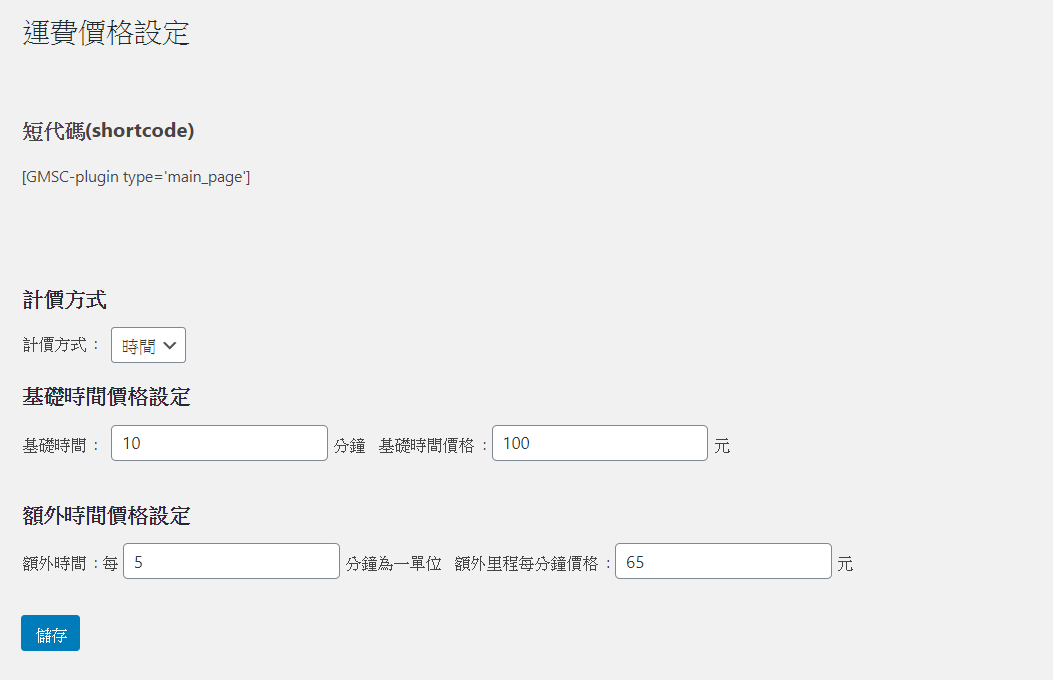 運費價格設定
短代碼(shortcode)
[GMSC-plugin type='main_page']
計價方式
計價方式： 時間
基礎時間價格設定
基礎時間： 10 分鐘 基礎時間價格：100 元
額外時間價格設定
額外時間：每 5 分鐘為一單位 額外里程每分鐘價格：65 元
儲存